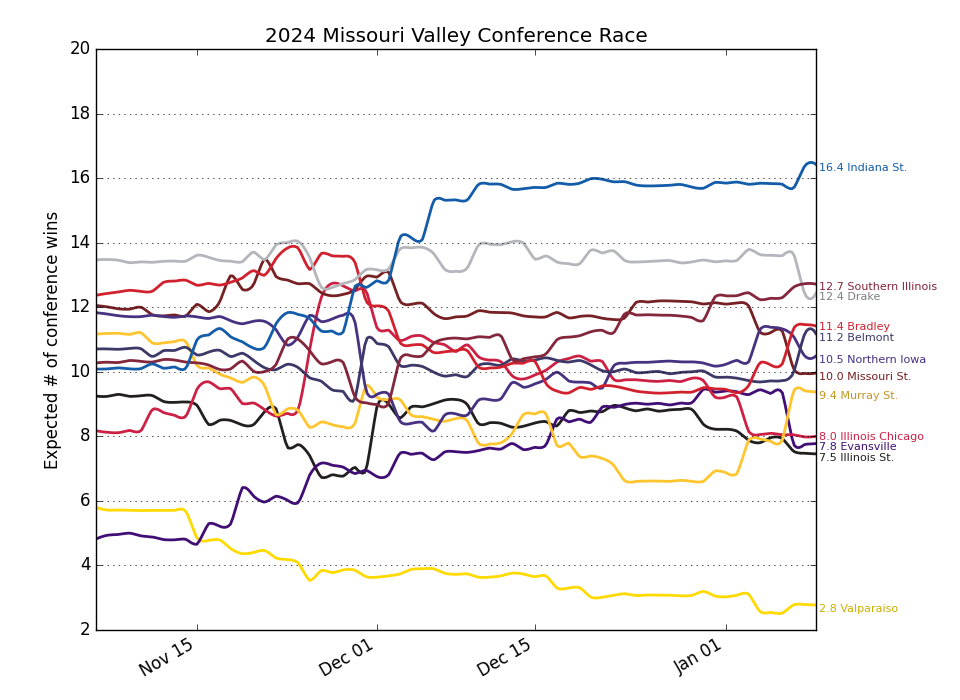 2024 Missouri Valley Conference Race
Expected # of conference wins
20
18
16
14
12
10
8
6
4
2
Nov 15
Dec 01
Dec 15
Jan 01
16.4 Indiana St.
12.7 Southern Illinois
12.4 Drake
11.4 Bradley
11.2 Belmont
10.5 Northern Iowa
10.0 Missouri St.
9.4 Murray St.
8.0 Illinois Chicago
7.8 Evansville
7.5 Illinois St.
2.8 Valparaiso